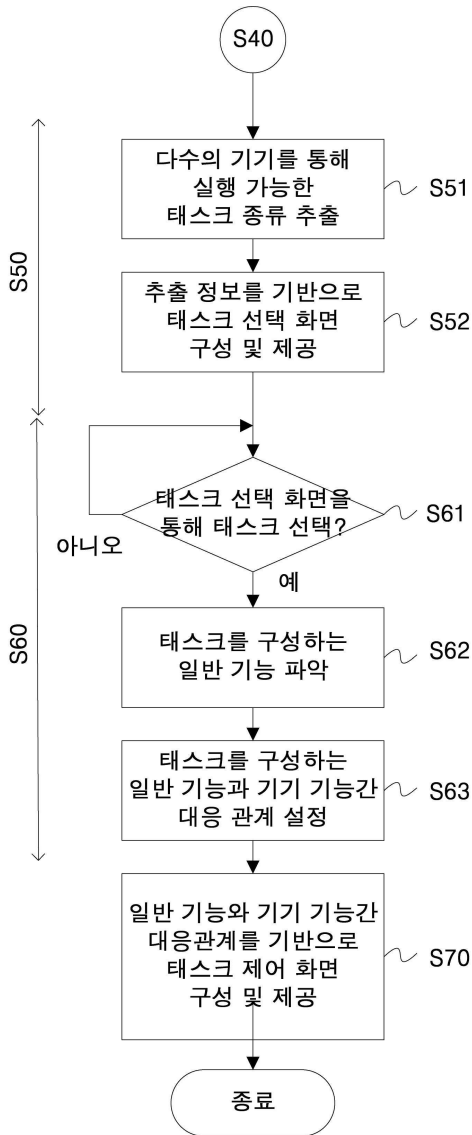 S40
다수의 기기를 통해
실행 가능한
태스크 종류 추출
S51
S50
추출 정보를 기반으로
태스크 선택 화면
구성 및 제공
S52
태스크 선택 화면을
통해 태스크 선택?
S61
아니오
예
S60
태스크를 구성하는
일반 기능 파악
S62
태스크를 구성하는
일반 기능과 기기 기능간
대응 관계 설정
S63
일반 기능와 기기 기능간
대응관계를 기반으로
태스크 제어 화면
구성 및 제공
S70
종료